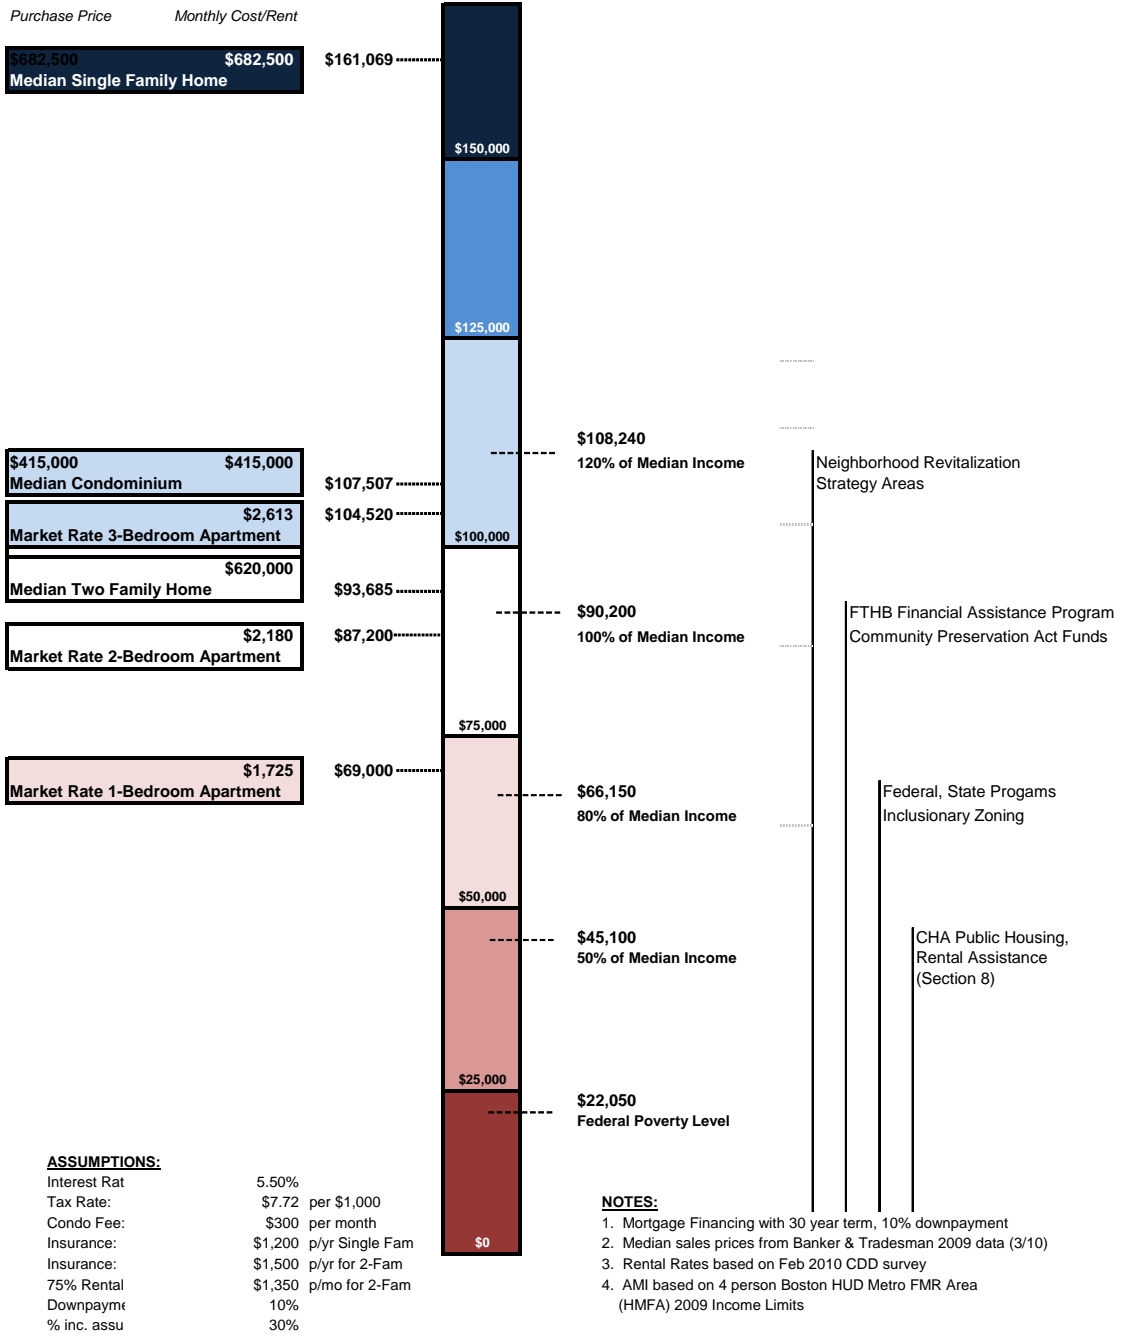 Purchase Price Monthly Cost/Rent
$682,500 $682,500 $161,069
Median Single Family Home
$150,000
$125,000
$108,240
120% of Median Income
$415,000 $415,000
Median Condominium $107,507
Neighborhood Revitalization
Strategy Areas
$2,613 $104,520
Market Rate 3-Bedroom Apartment
$100,000
$620,000
Median Two Family Home $93,685
$90,200
100% of Median Income
FTHB Financial Assistance Program
Community Preservation Act Funds
$2,180 $87,200
Market Rate 2-Bedroom Apartment
$75,000
$1,725 $69,000
Market Rate 1-Bedroom Apartment
$66,150
80% of Median Income
Federal, State Progams
Inclusionary Zoning
$50,000
$45,100
50% of Median Income
CHA Public Housing,
Rental Assistance
(Section 8)
$25,000
$22,050
Federal Poverty Level
ASSUMPTIONS:
Interest Rat 5.50%
Tax Rate: $7.72 per $1,000
Condo Fee: $300 per month
Insurance: $1,200 p/yr Single Fam
Insurance: $1,500 p/yr for 2-Fam
75% Rental $1,350 p/mo for 2-Fam
Downpayme 10%
% inc. assu 30%
$0
NOTES:
1. Mortgage Financing with 30 year term, 10% downpayment
2. Median sales prices from Banker & Tradesman 2009 data (3/10)
3. Rental Rates based on Feb 2010 CDD survey
4. AMI based on 4 person Boston HUD Metro FMR Area
(HMFA) 2009 Income Limits